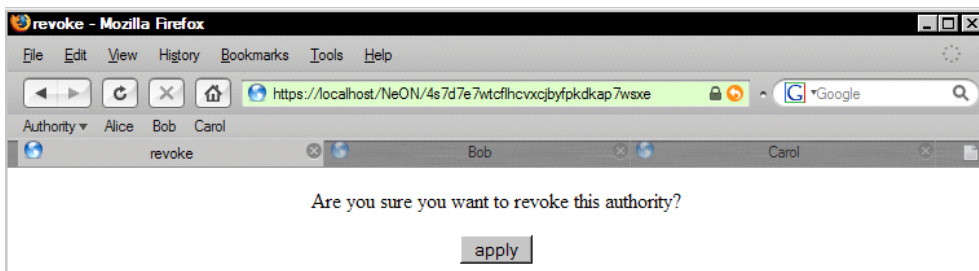 revoke - Mozilla Firefox
File Edit View History Bookmarks Tools Help
https://localhost/NeON/4s7d7e7wtcflhcvxcjbyfpkdkap7wsxe G Google
Authority Alice Bob Carol
revoke Bob Carol
Are you sure you want to revoke this authority?
apply